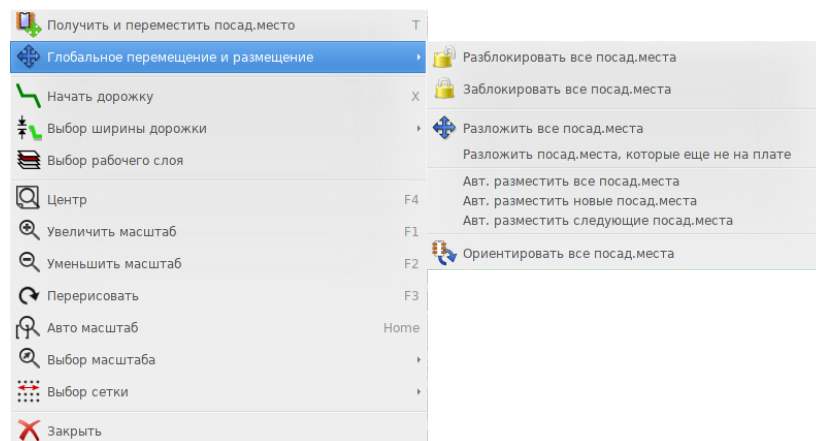 Получить и переместить посад.место T
Глобальное перемещение и размещение
Начать дорожку X
Выбор ширины дорожки
Выбор рабочего слоя
Центр F4
Увеличить масштаб F1
Уменьшить масштаб F2
Перерисовать F3
Авто масштаб Home
Выбор масштаба
Выбор сетки
Закрыть
Разблокировать все посад.места
Заблокировать все посад.места
Разложить все посад.места
Разложить посад.места, которые еще не на плате
Авт. разместить все посад.места
Авт. разместить новые посад.места
Авт. разместить следующие посад.места
Ориентировать все посад.места